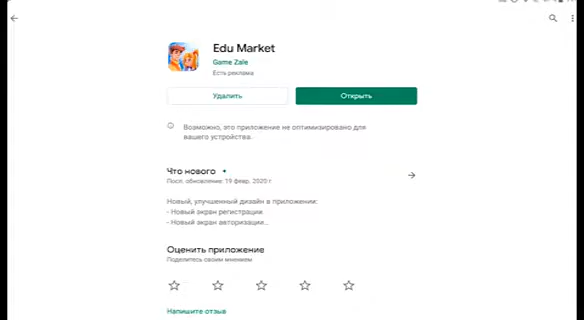 Edu Market
Game Zale
Есть реклама
Удалить
Открыть
Возможно, это приложение не оптимизировано для
вашего устройства.
Что нового
Посл. обновление: 19 февр. 2020 г
Новый, улучшенный дизайн в приложении:
- Новый экран регистрации
- Новый экран авторизации...
Оценить приложение
Поделитесь своим мнением
Напишите отзыв